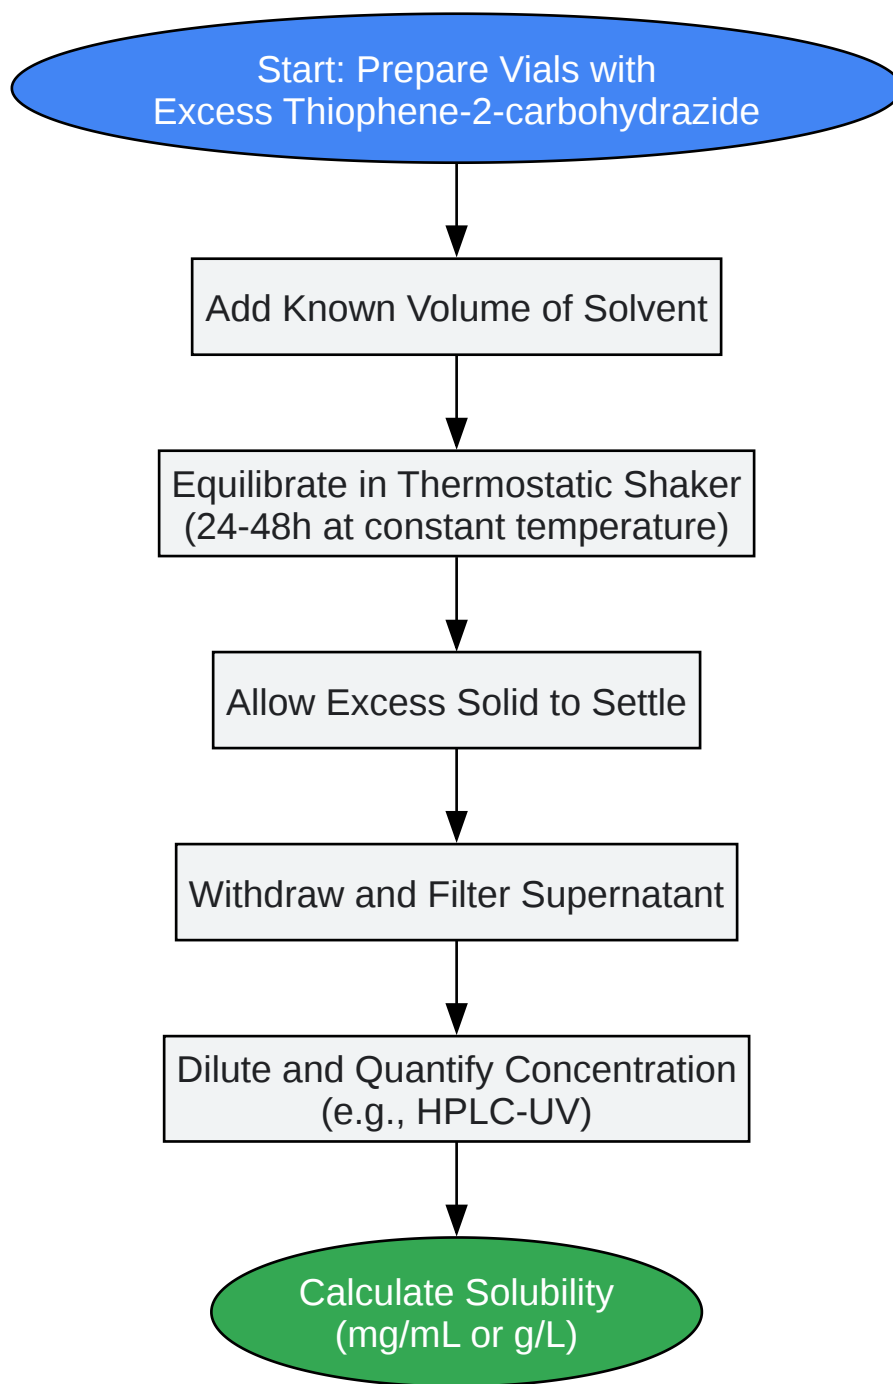 Start: Prepare Vials with
Excess Thiophene-2-carbohydrazide
Add Known Volume of Solvent
Equilibrate in Thermostatic Shaker
(24-48h at constant temperature)
Allow Excess Solid to Settle
Withdraw and Filter Supernatant
Dilute and Quantify Concentration
(e.g., HPLC-UV)
Calculate Solubility
(mg/mL or g/L)